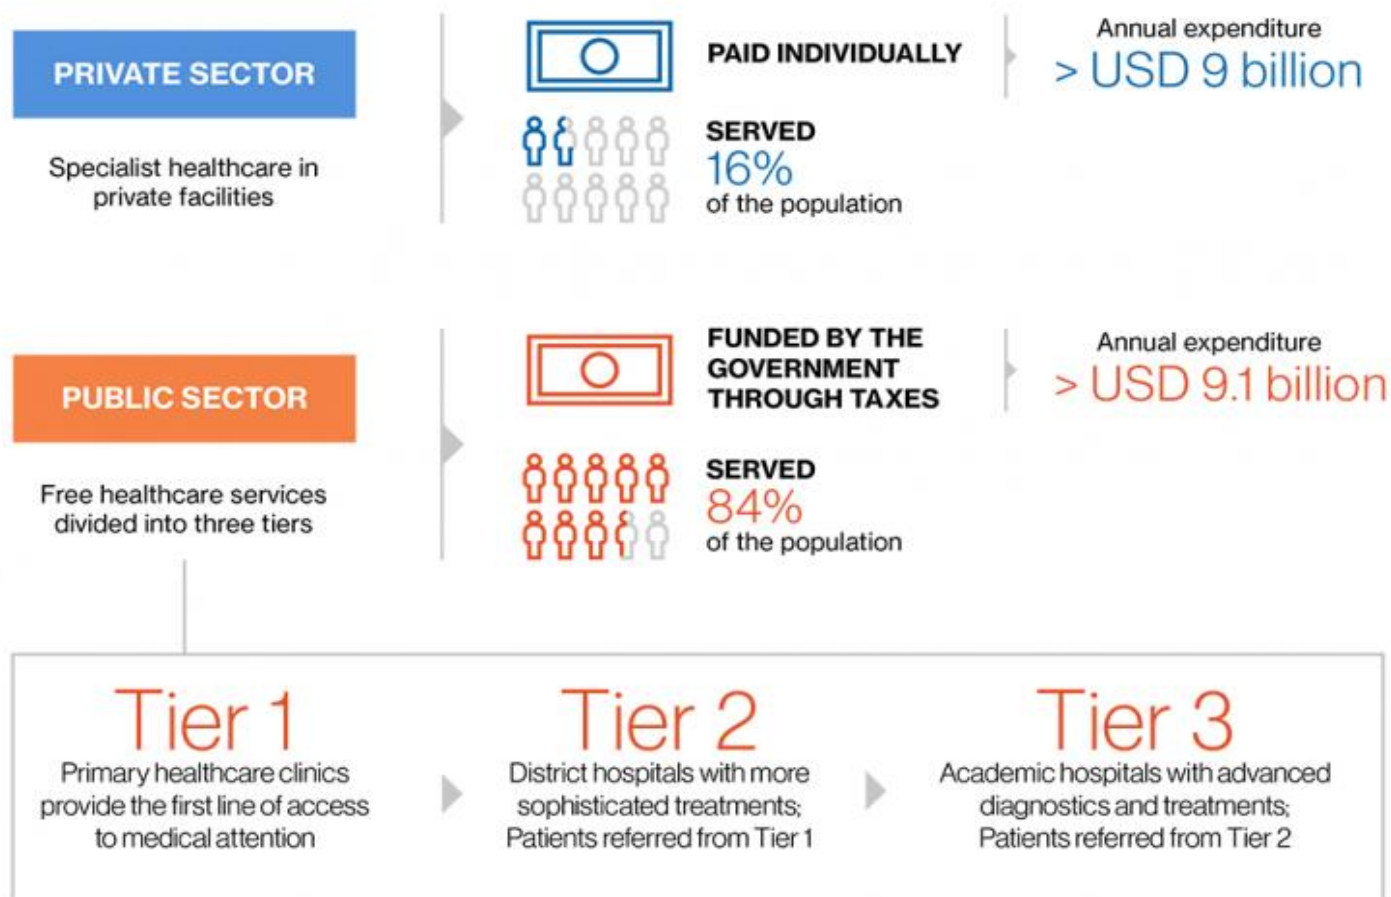 PRIVATE SECTOR
Specialist healthcare in
private facilities
PAID INDIVIDUALLY
SERVED
16%
of the population
Annual expenditure
> USD 9 billion
PUBLIC SECTOR
Free healthcare services
divided into three tiers
FUNDED BY THE
GOVERNMENT
THROUGH TAXES
SERVED
84%
of the population
Annual expenditure
> USD 9.1 billion
Tier 1
Primary healthcare clinics
provide the first line of access
to medical attention
Tier 2
District hospitals with more
sophisticated treatments;
Patients referred from Tier 1
Tier 3
Academic hospitals with advanced
diagnostics and treatments;
Patients referred from Tier 2